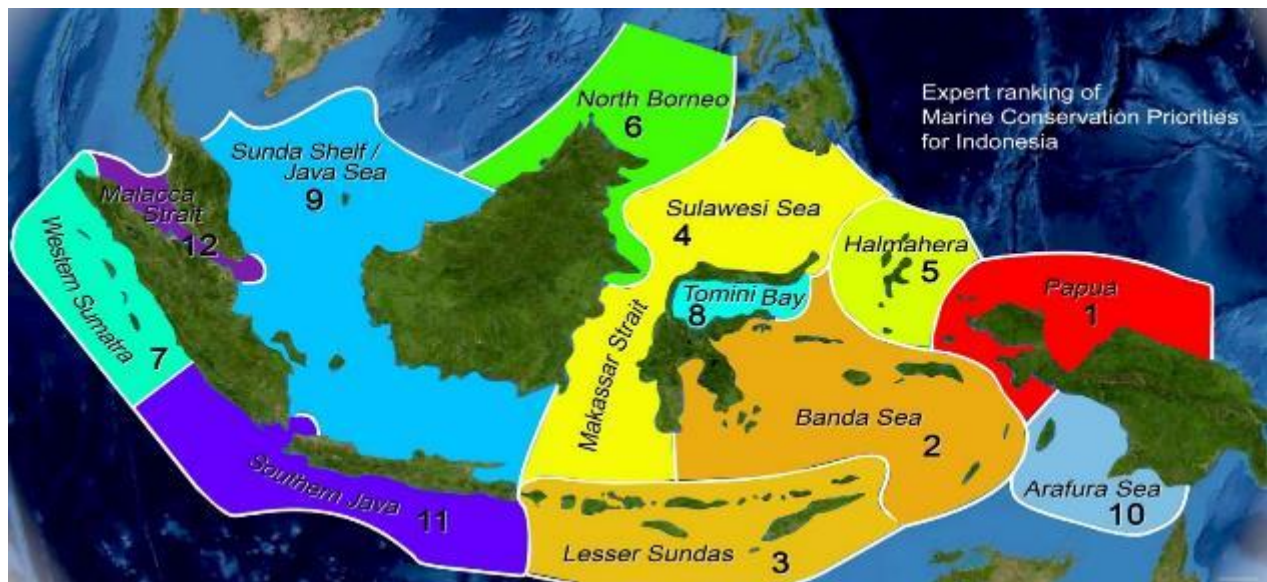 Expert ranking of
Marine Conservation Priorities
for Indonesia
North Borneo
6
Sunda Shelf /
Java Sea
9
Malacca
Strait
12
Western Sumatra
7
Sulawesi Sea
4
Makassar Strait
Halmahera
5
Tomini Bay
8
Papua
1
Banda Sea
2
Southern Java
11
Lesser Sundas
3
Arafura Sea
10